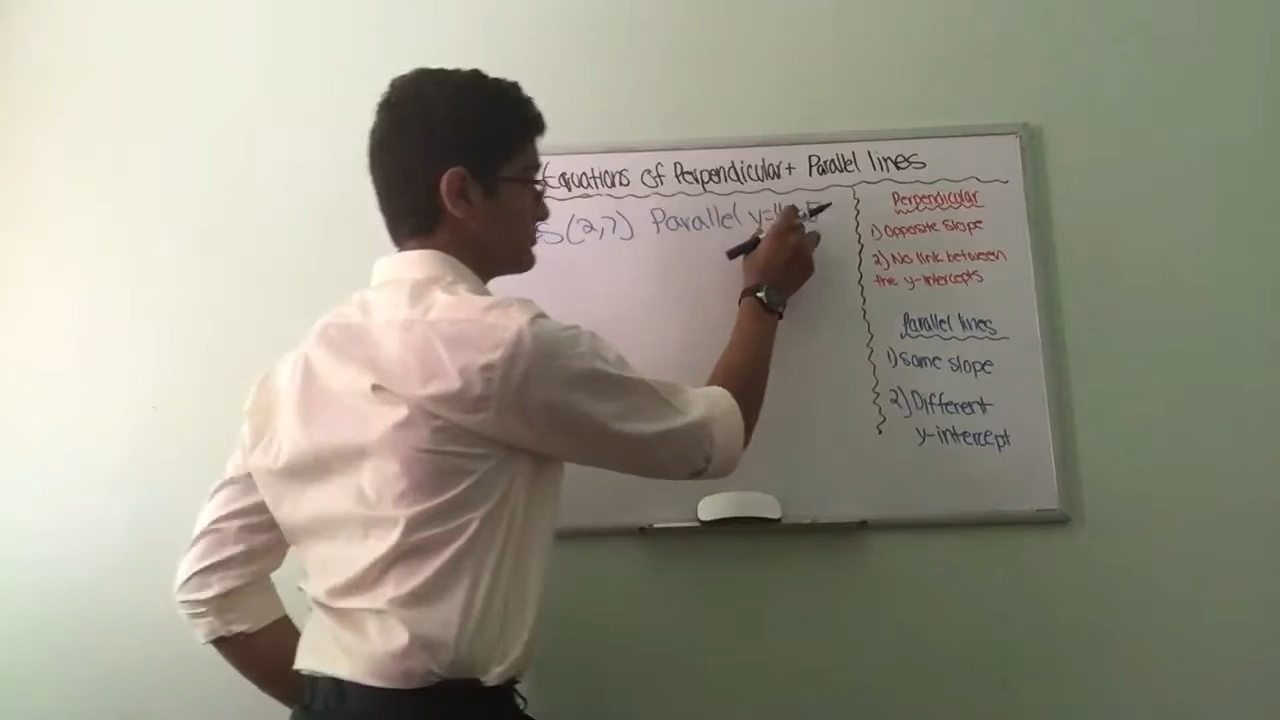 Equations of Perpendicular + Parallel lines
(2,7) Parallel y=
Perpendicular
1) Opposite slope
2) No link between
the y-intercepts
Parallel lines
1) Same slope
2) Different
y-intercept